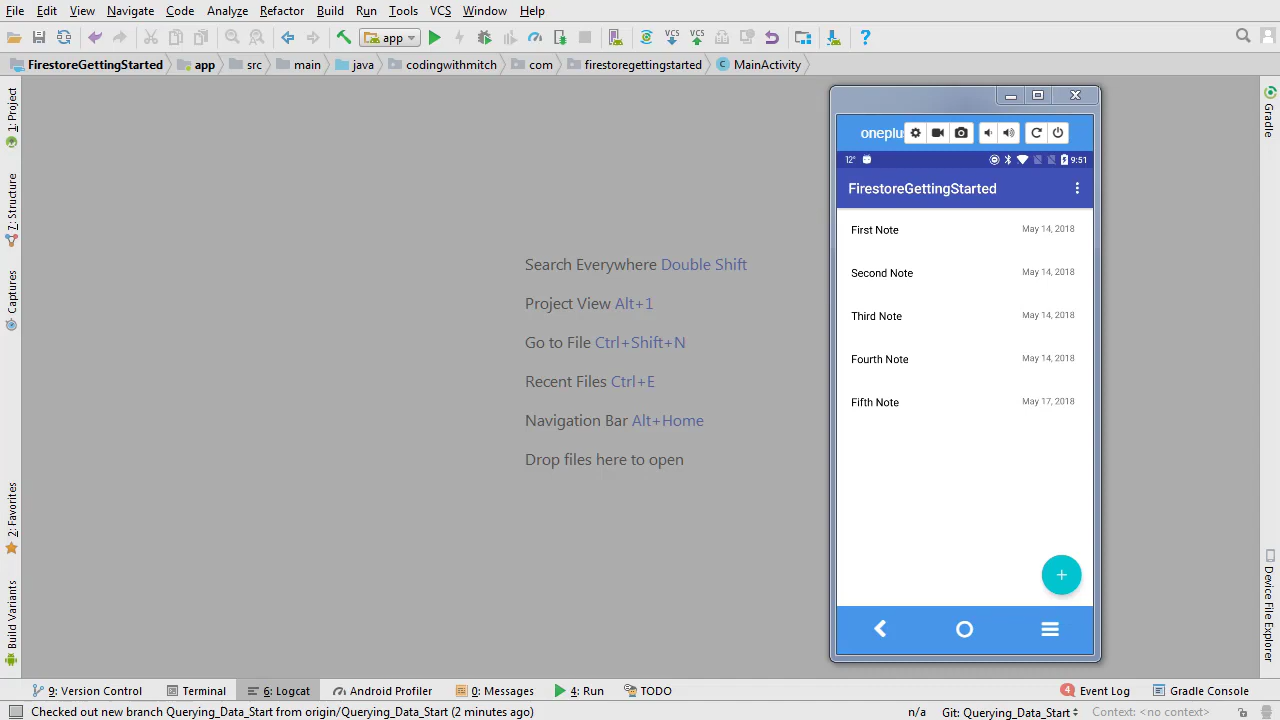 File Edit View Navigate Code Analyze Refactor Build Run Tools VCS Window Help
app VCS VCS
FirestoreGettingStarted app src main java codingwithmitch com firestoregettingstarted MainActivity
1: Project
7: Structure
Captures
2: Favorites
Build Variants
Search Everywhere Double Shift
Project View Alt+1
Go to File Ctrl+Shift+N
Recent Files Ctrl+E
Navigation Bar Alt+Home
Drop files here to open
oneplus
12° 9:51
FirestoreGettingStarted
First Note May 14, 2018
Second Note May 14, 2018
Third Note May 14, 2018
Fourth Note May 14, 2018
Fifth Note May 17, 2018
Gradle
Device File Explorer
9: Version Control Terminal 6: Logcat Android Profiler 0: Messages 4: Run TODO 4 Event Log Gradle Console
Checked out new branch Querying_Data_Start from origin/Querying_Data_Start (2 minutes ago) n/a Git: Querying_Data_Start Context: <no context>